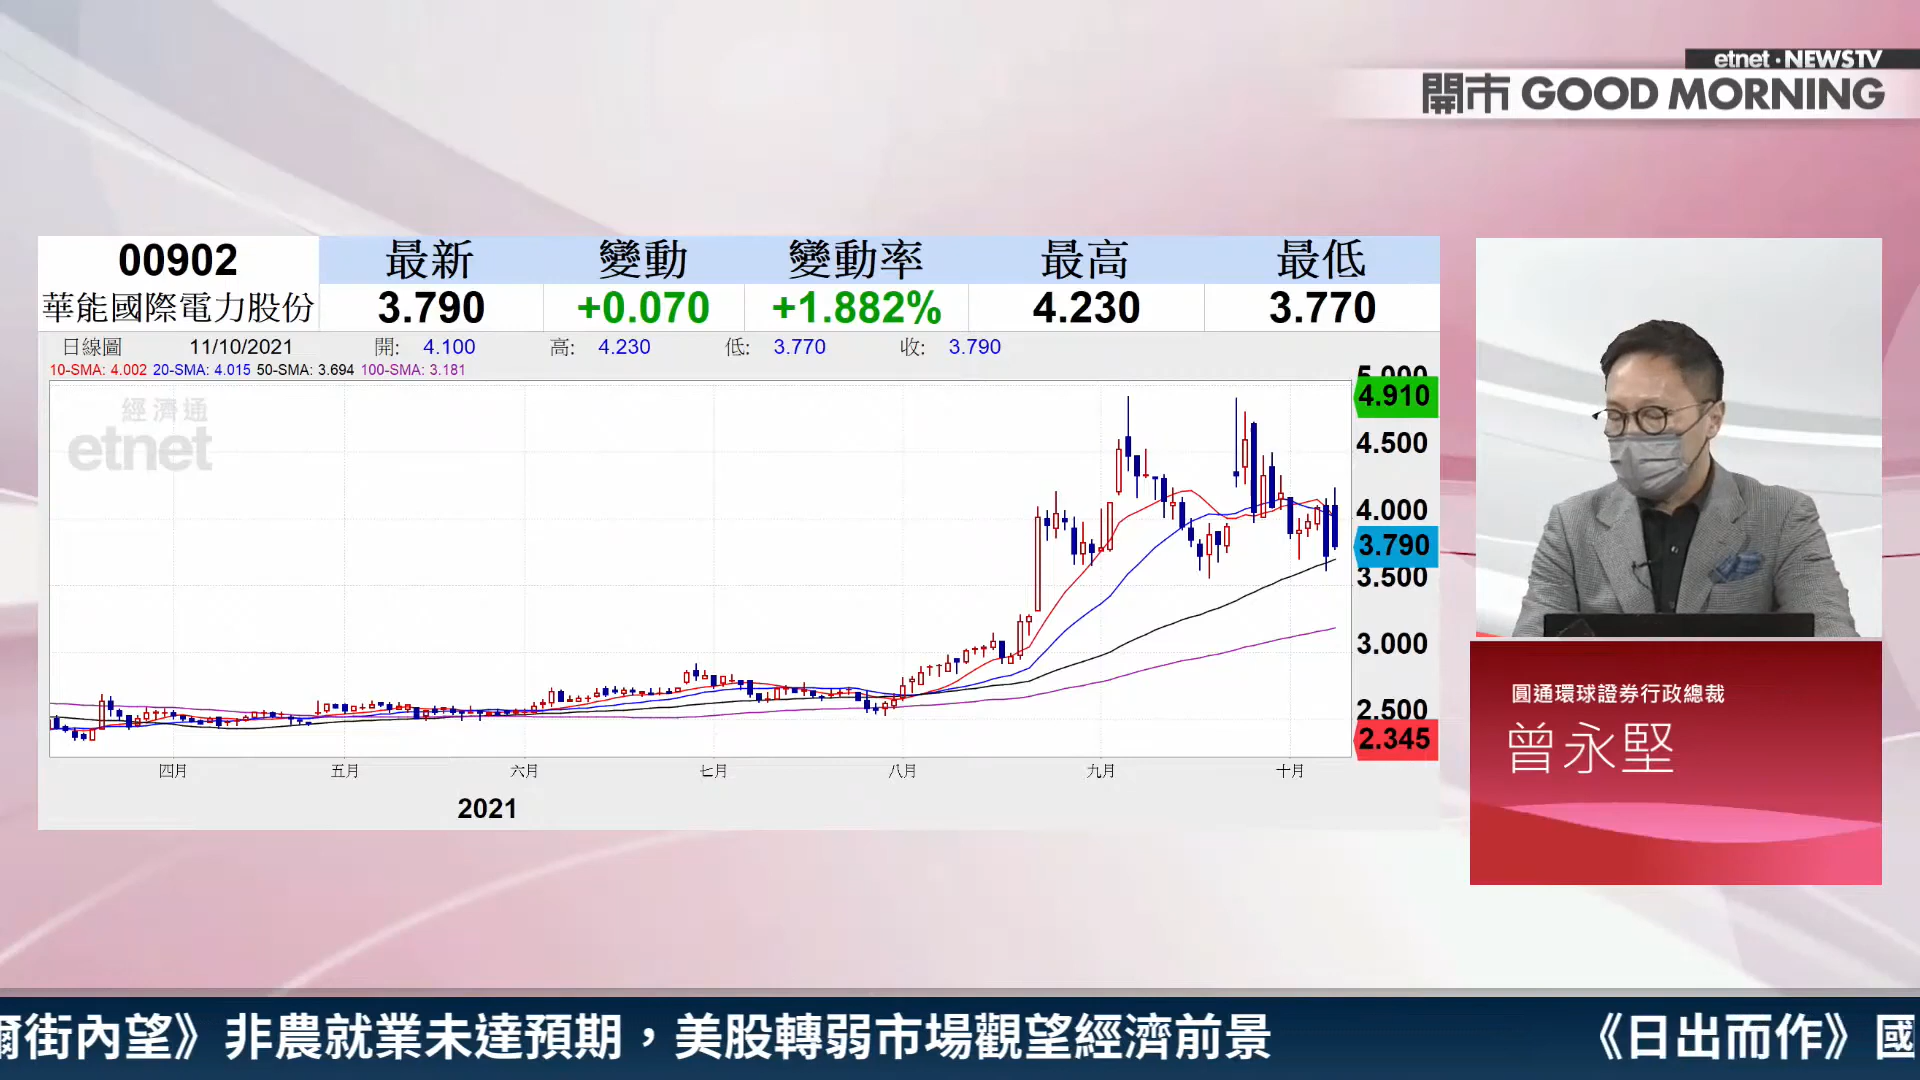 etnet · NEWSTV
開市 GOOD MORNING
00902 最新 變動 變動率 最高 最低
華能國際電力股份 3.790 +0.070 +1.882% 4.230 3.770
日線圖 11/10/2021 開: 4.100 高: 4.230 低: 3.770 收: 3.790
10-SMA: 4.002 20-SMA: 4.015 50-SMA: 3.694 100-SMA: 3.181
經濟通
etnet
5.000
4.910
4.500
4.000
3.790
3.500
3.000
2.500
2.345
四月 五月 六月 七月 八月 九月 十月
2021
圓通環球證券行政總裁
曾永堅
爾街內望》非農就業未達預期，美股轉弱市場觀望經濟前景 《日出而作》國